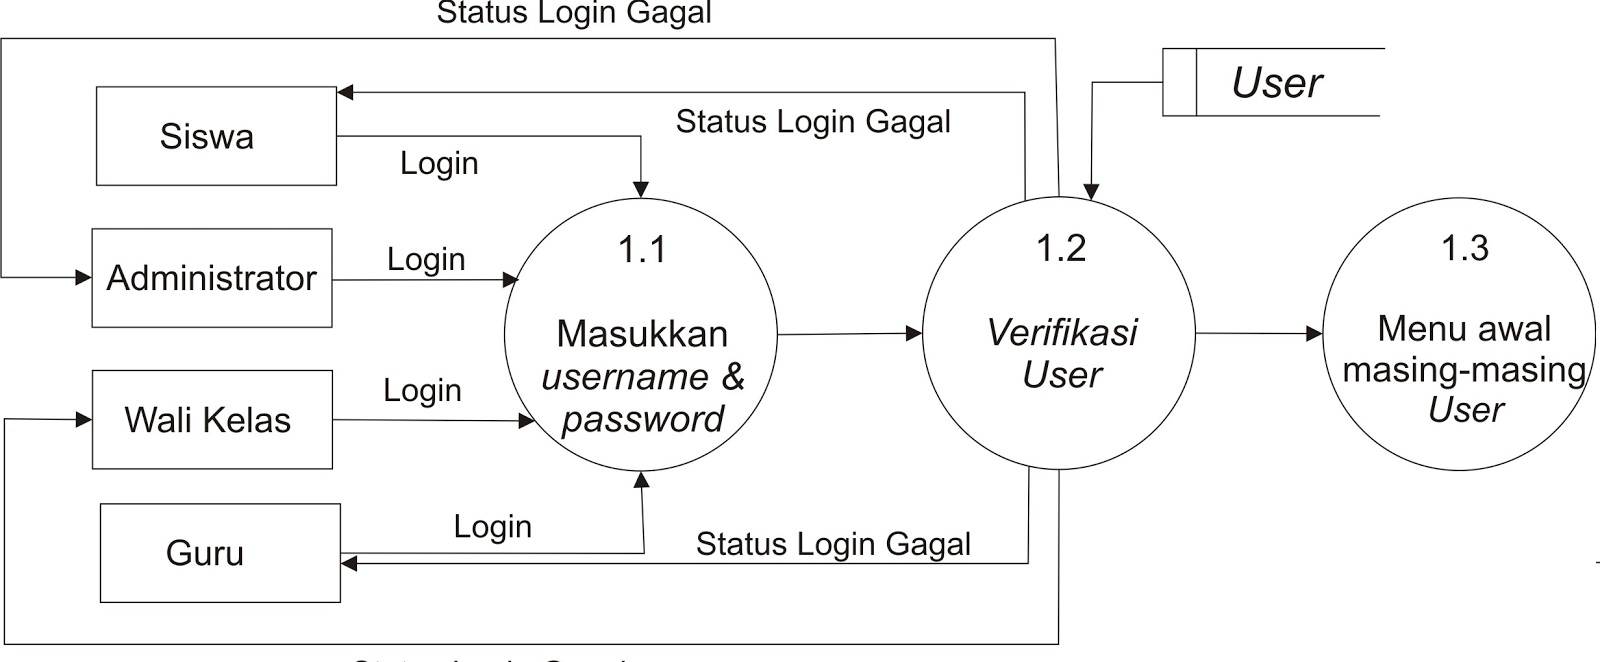 Status Login Gagal
User
Siswa
Status Login Gagal
Login
1.1
1.2
1.3
Administrator
Login
Masukkan
username &
password
Verifikasi
User
Menu awal
masing-masing
User
Wali Kelas
Login
Guru
Login
Status Login Gagal